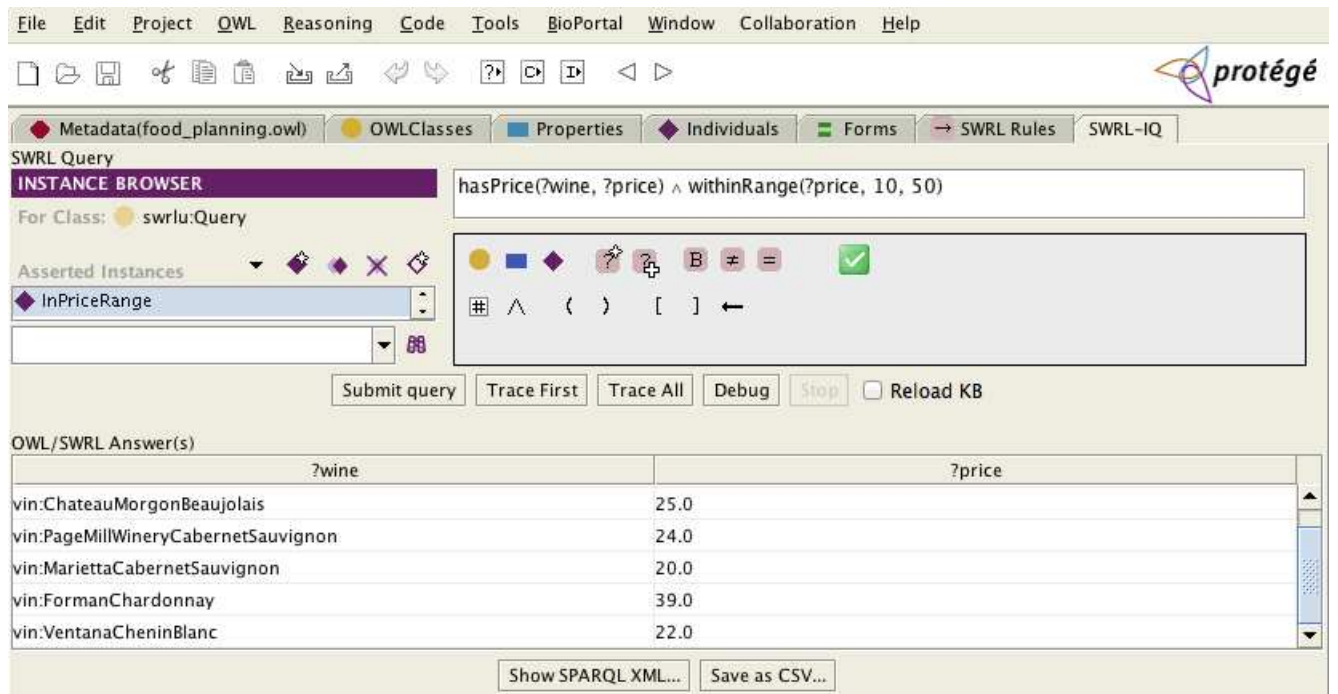 File Edit Project OWL Reasoning Code Tools BioPortal Window Collaboration Help
protégé
Metadata(food_planning.owl) OWLClasses Properties Individuals Forms → SWRL Rules SWRL-IQ
SWRL Query
INSTANCE BROWSER
hasPrice(?wine, ?price) ∧ withinRange(?price, 10, 50)
For Class: swrlu:Query
Asserted Instances
? ? B ≠ =
InPriceRange
# ∧ ( ) [ ] ←
Submit query Trace First Trace All Debug Stop Reload KB
OWL/SWRL Answer(s)
?wine ?price
vin:ChateauMorgonBeaujolais 25.0
vin:PageMillWineryCabernetSauvignon 24.0
vin:MariettaCabernetSauvignon 20.0
vin:FormanChardonnay 39.0
vin:VentanaCheninBlanc 22.0
Show SPARQL XML... Save as CSV...